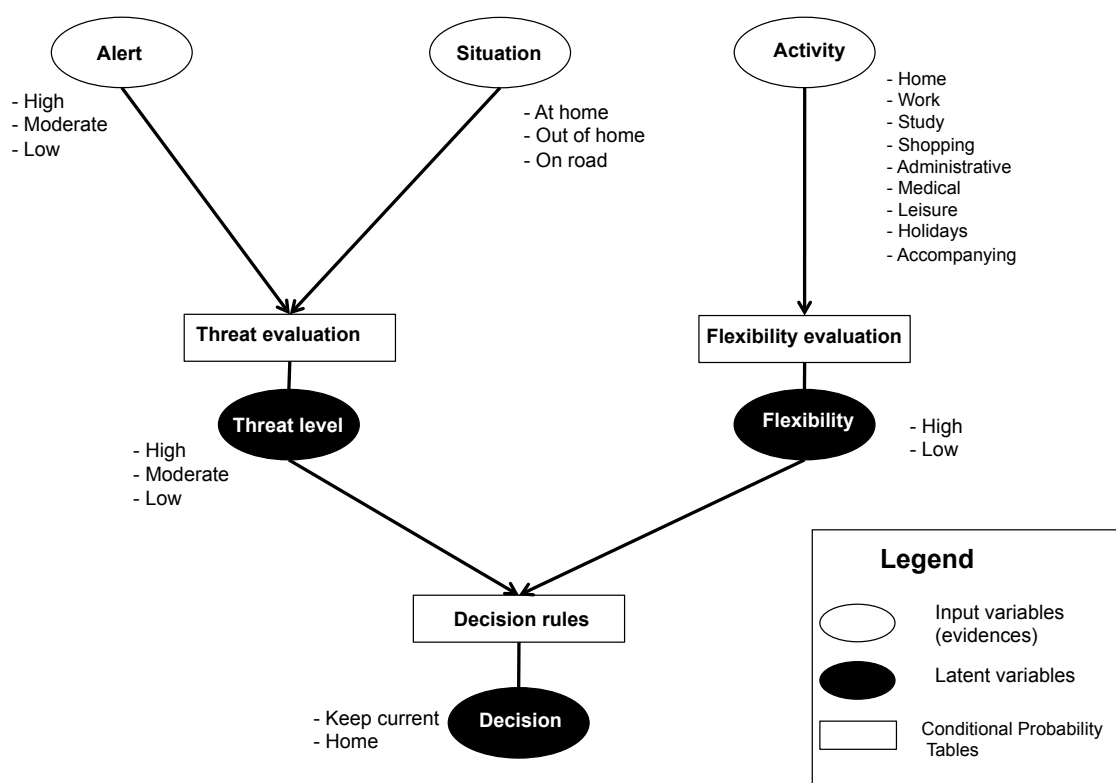 Alert
Situation
Activity
- High
- Moderate
- Low
- At home
- Out of home
- On road
- Home
- Work
- Study
- Shopping
- Administrative
- Medical
- Leisure
- Holidays
- Accompanying
Threat evaluation
Flexibility evaluation
Threat level
Flexibility
- High
- Moderate
- Low
- High
- Low
Decision rules
Decision
- Keep current
- Home
Legend
Input variables
(evidences)
Latent variables
Conditional Probability
Tables